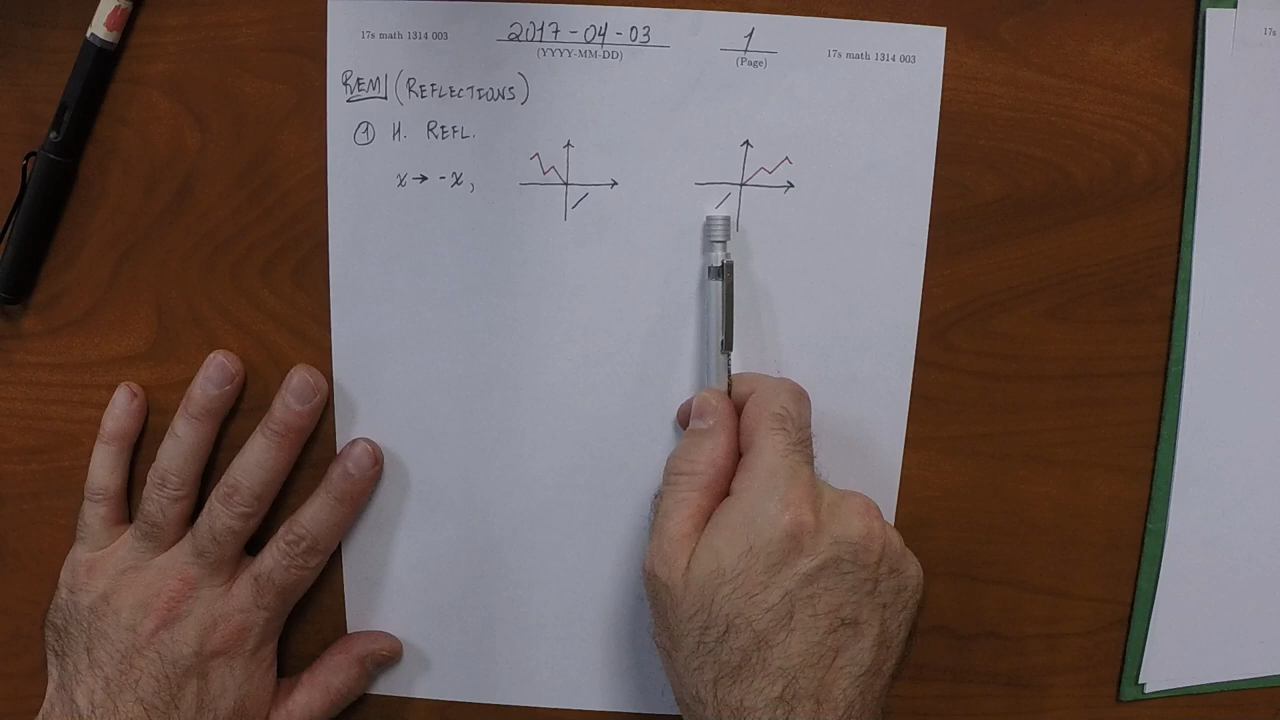 17s math 1314 003
2017-04-03
(YYYY-MM-DD)
1
(Page)
17s math 1314 003
REM (REFLECTIONS)
① H. REFL.
x → -x,
17s